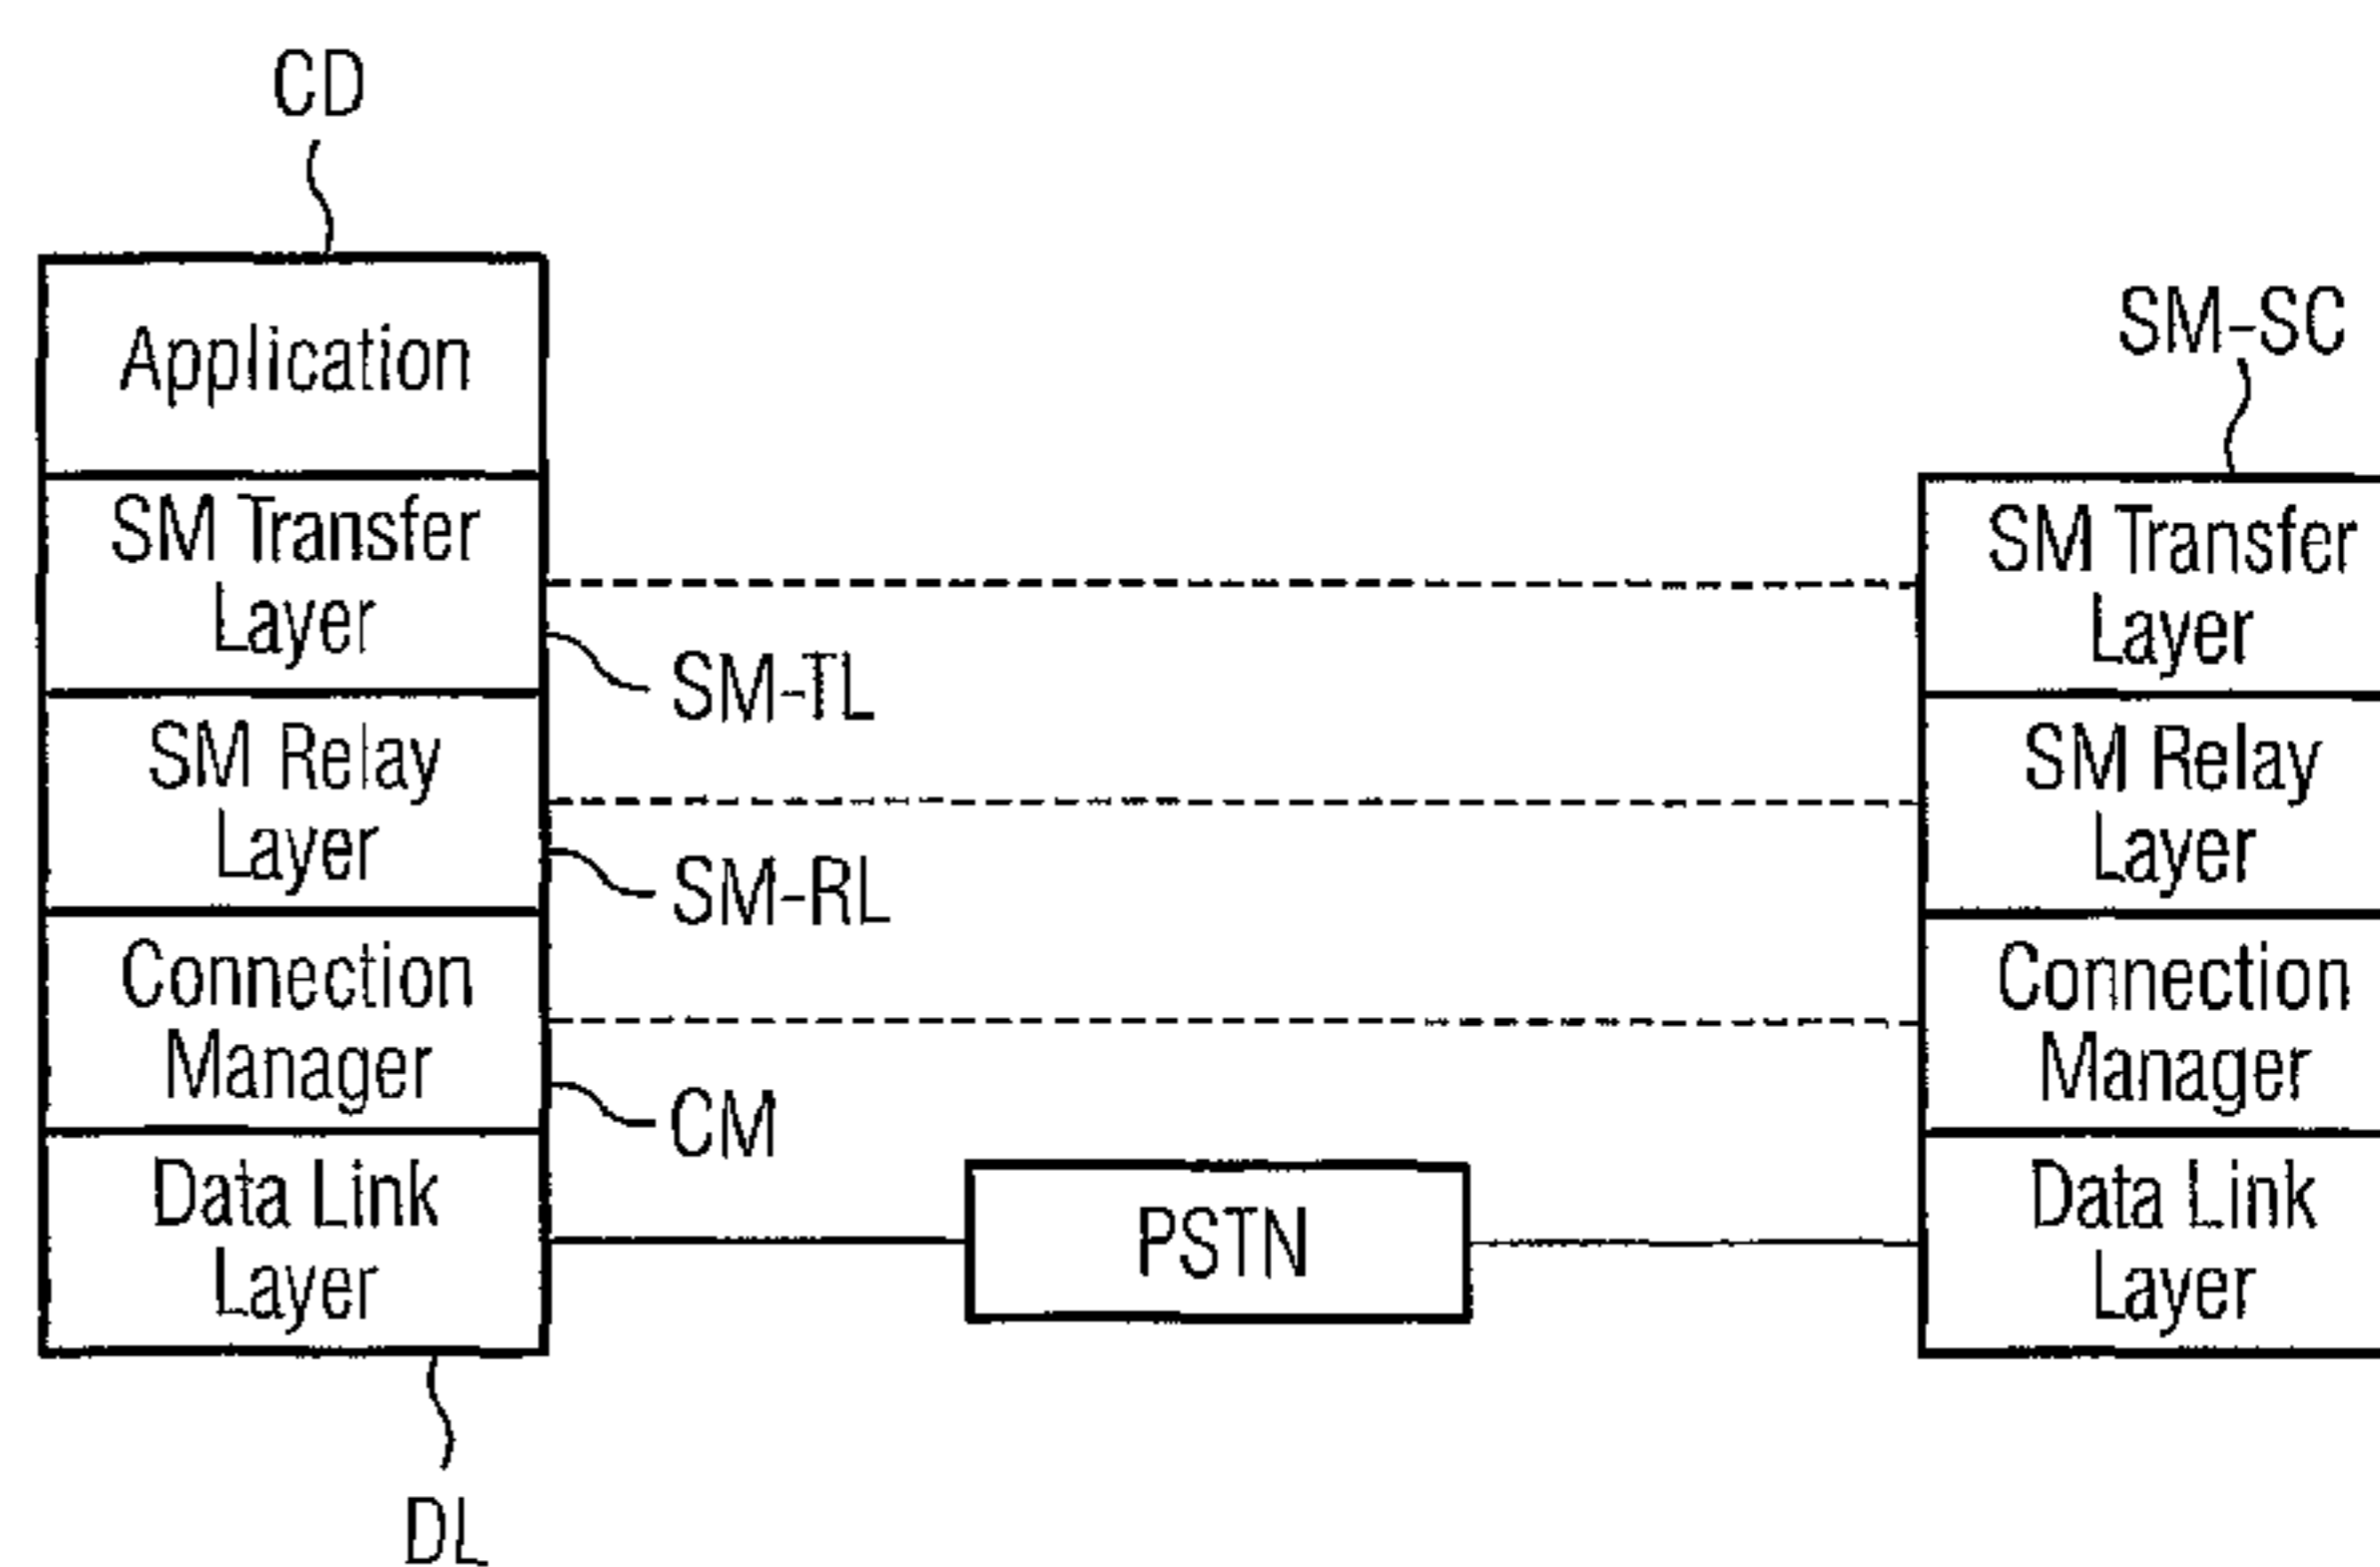 CD
Application
SM Transfer
Layer
SM Relay
Layer
Connection
Manager
Data Link
Layer
DL
SM-TL
SM-RL
CM
PSTN
SM-SC
SM Transfer
Layer
SM Relay
Layer
Connection
Manager
Data Link
Layer